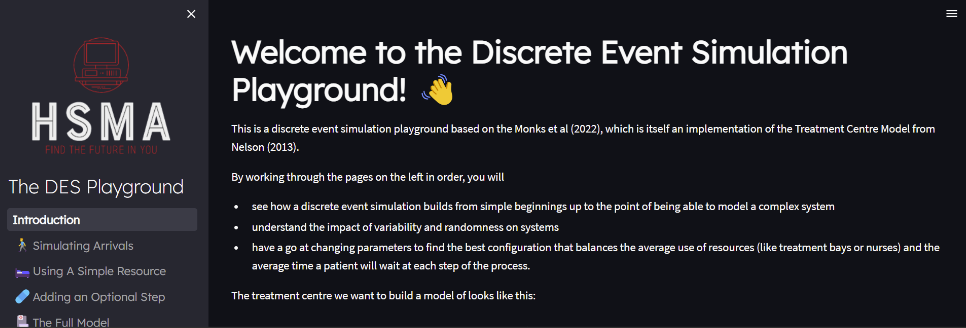 HSMA
FIND THE FUTURE IN YOU
The DES Playground
Introduction
Simulating Arrivals
Using A Simple Resource
Adding an Optional Step
The Full Model
Welcome to the Discrete Event Simulation
Playground!
This is a discrete event simulation playground based on the Monks et al (2022), which is itself an implementation of the Treatment Centre Model from
Nelson (2013).
By working through the pages on the left in order, you will
• see how a discrete event simulation builds from simple beginnings up to the point of being able to model a complex system
• understand the impact of variability and randomness on systems
• have a go at changing parameters to find the best configuration that balances the average use of resources (like treatment bays or nurses) and the
average time a patient will wait at each step of the process.
The treatment centre we want to build a model of looks like this: